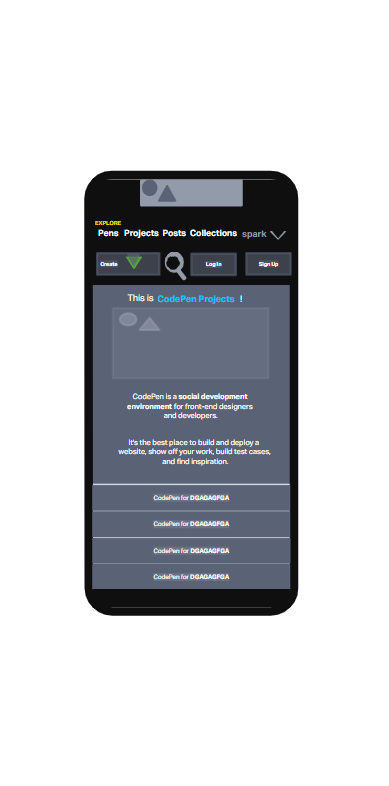 EXPLORE
Pens Projects Posts Collections spark
Create Log In Sign Up
This is CodePen Projects !
CodePen is a social development
environment for front-end designers
and developers.
It's the best place to build and deploy a
website, show off your work, build test cases,
and find inspiration.
CodePen for DGAGAGFGA
CodePen for DGAGAGFGA
CodePen for DGAGAGFGA
CodePen for DGAGAGFGA